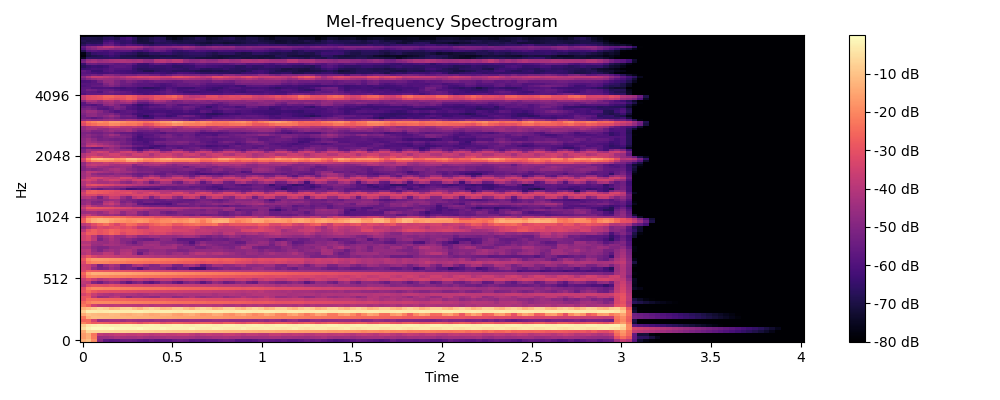 Mel-frequency Spectrogram
Hz
4096
2048
1024
512
0
0
0.5
1
1.5
2
2.5
3
3.5
4
Time
-10 dB
-20 dB
-30 dB
-40 dB
-50 dB
-60 dB
-70 dB
-80 dB